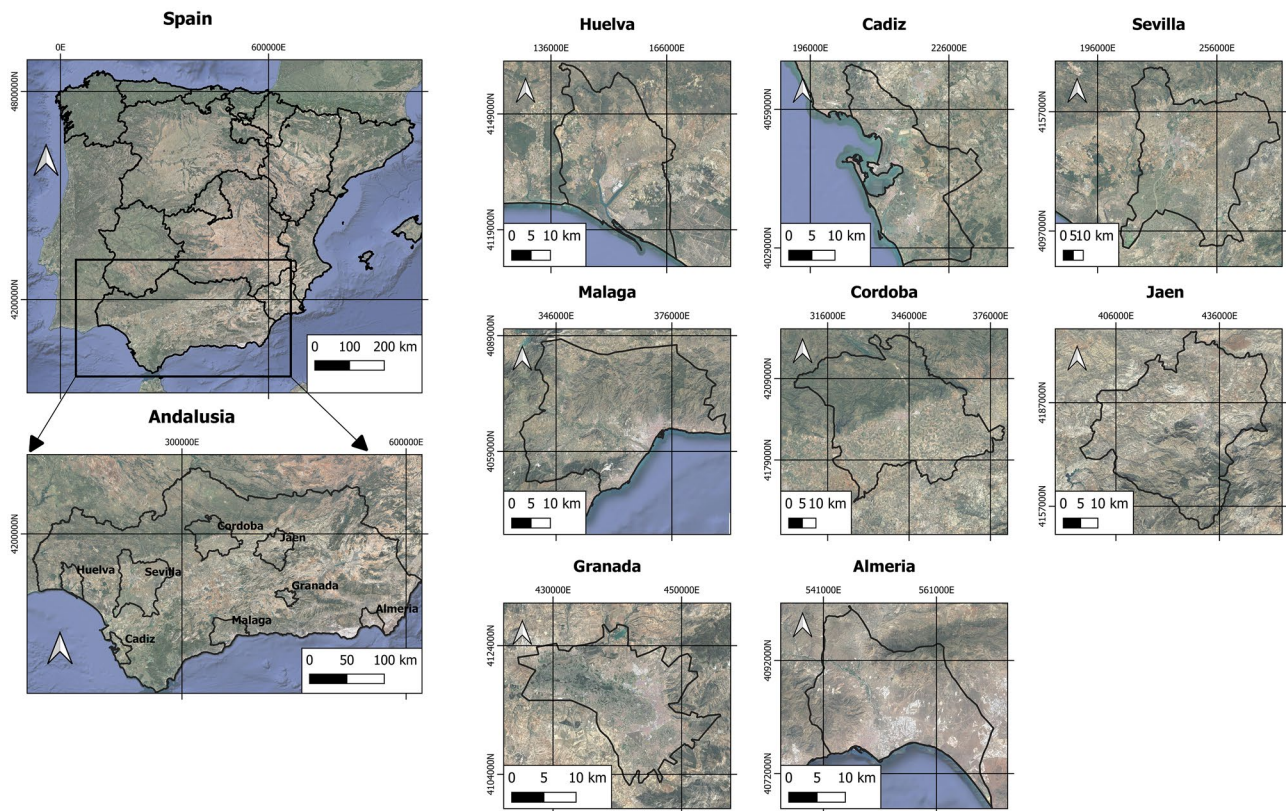 Spain
0E 600000E
4800000N
4200000N
0 100 200 km
Andalusia
300000E 600000E
4200000N
Cordoba
Jaen
Huelva
Sevilla
Granada
Almeria
Malaga
Cadiz
0 50 100 km
Huelva
136000E 166000E
4149000N
4119000N
0 5 10 km
Cadiz
196000E 226000E
4059000N
4029000N
0 5 10 km
Sevilla
196000E 256000E
4157000N
4097000N
0 510 km
Malaga
346000E 376000E
4089000N
4059000N
0 5 10 km
Cordoba
316000E 346000E 376000E
4209000N
4179000N
0 5 10 km
Jaen
406000E 436000E
4187000N
4157000N
0 5 10 km
Granada
430000E 450000E
4124000N
4104000N
0 5 10 km
Almeria
541000E 561000E
4092000N
4072000N
0 5 10 km